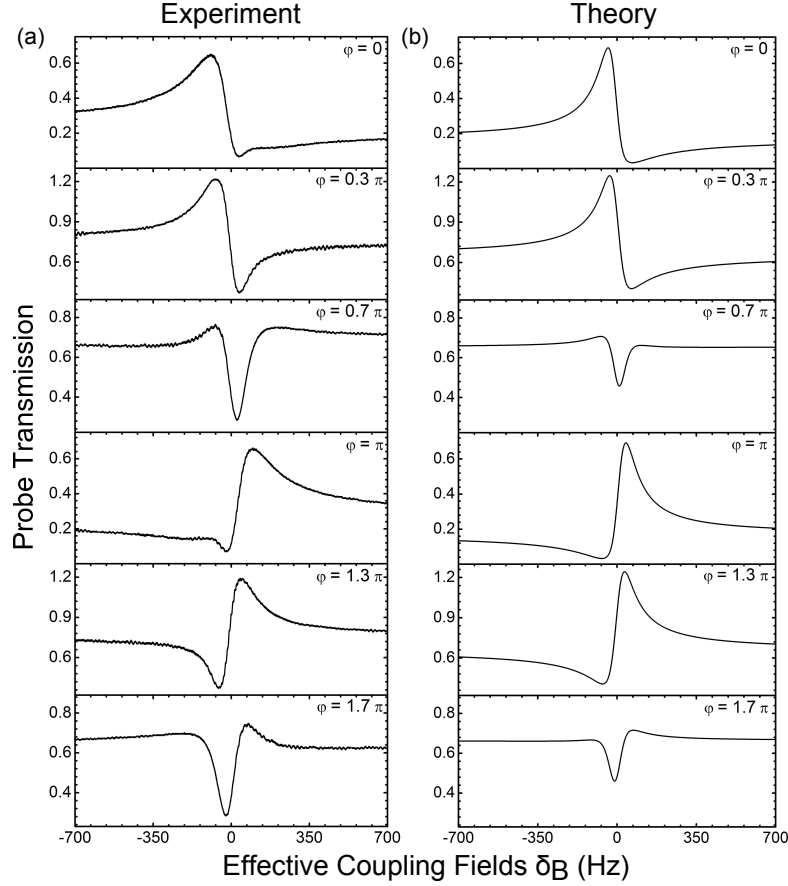 Experiment
Theory
(a)
(b)
φ = 0
0.6
0.4
0.2
φ = 0.3 π
1.2
0.9
0.6
φ = 0.7 π
0.8
0.6
0.4
φ = π
0.6
0.4
0.2
φ = 1.3 π
1.2
0.9
0.6
φ = 1.7 π
0.8
0.6
0.4
-700 -350 0 350 700
φ = 0
0.6
0.4
0.2
φ = 0.3 π
1.2
0.9
0.6
φ = 0.7 π
0.8
0.6
0.4
φ = π
0.6
0.4
0.2
φ = 1.3 π
1.2
0.9
0.6
φ = 1.7 π
0.8
0.6
0.4
-700 -350 0 350 700
Probe Transmission
Effective Coupling Fields δB (Hz)